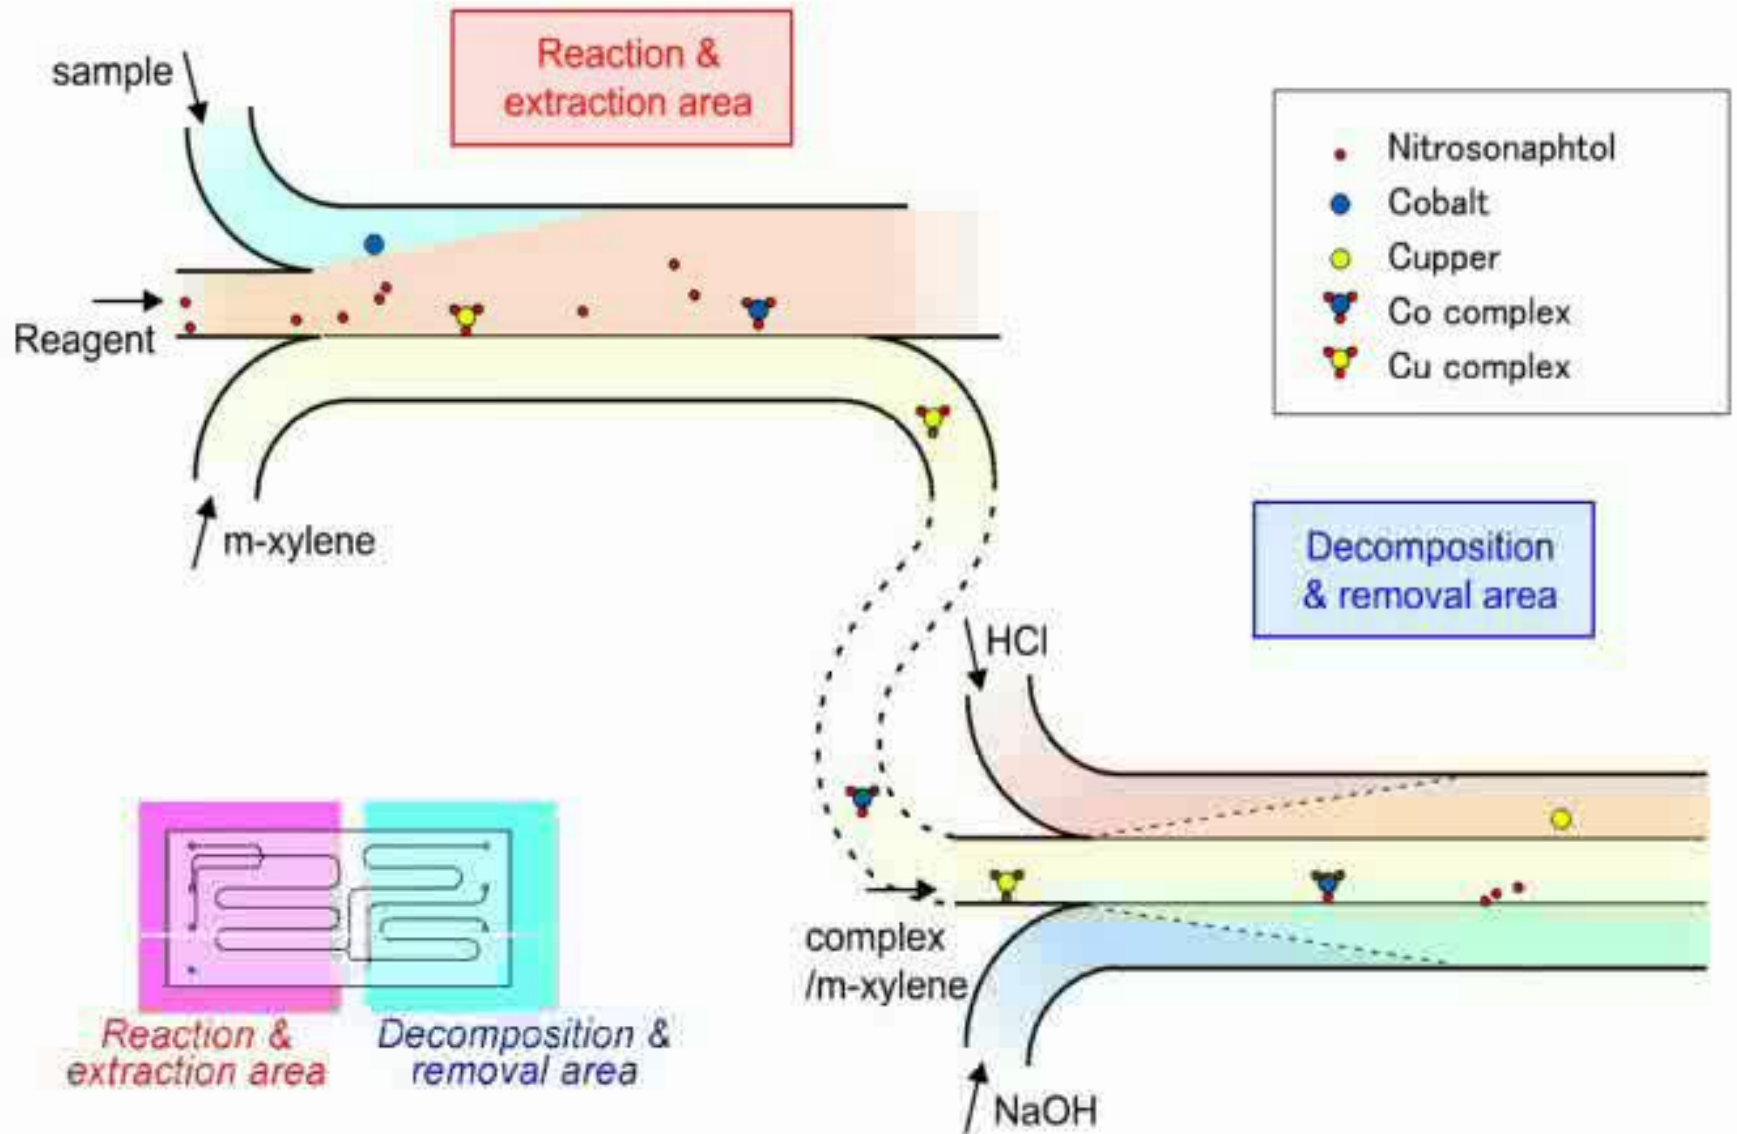 Reaction &
extraction area
sample
Reagent
m-xylene
Nitrosonaphtol
Cobalt
Cupper
Co complex
Cu complex
Decomposition
& removal area
HCl
complex
/m-xylene
NaOH
Reaction &
extraction area
Decomposition &
removal area